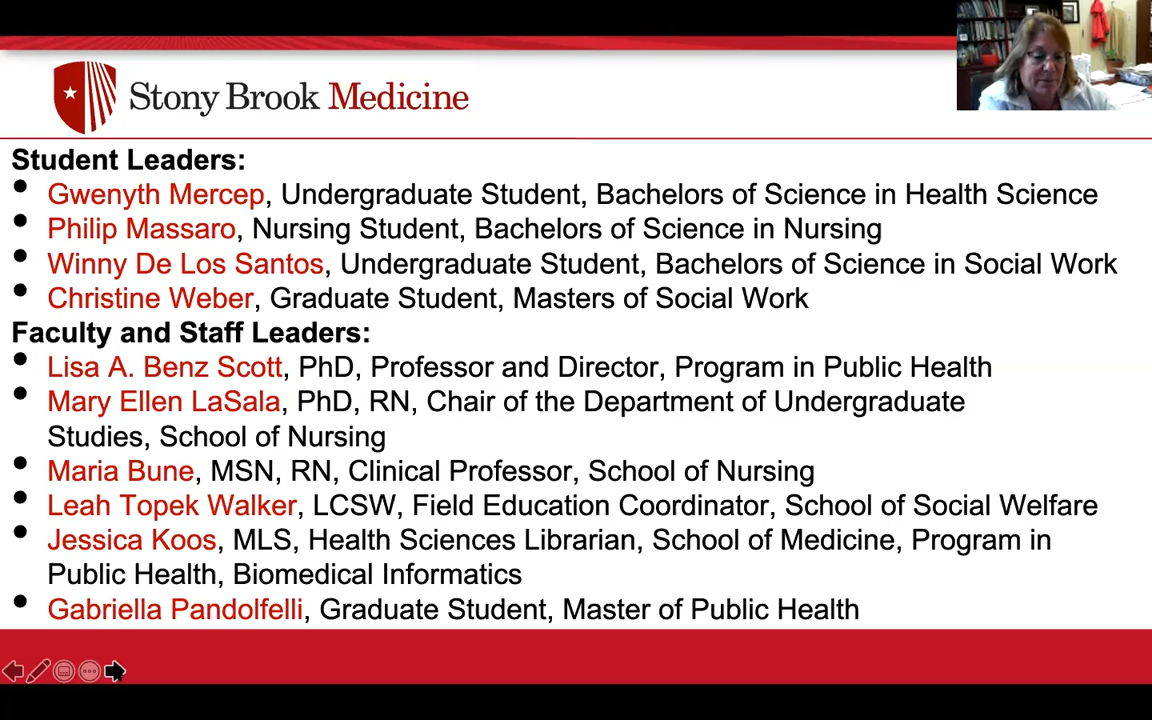 Stony Brook Medicine
Student Leaders:
• Gwenyth Mercep, Undergraduate Student, Bachelors of Science in Health Science
• Philip Massaro, Nursing Student, Bachelors of Science in Nursing
• Winny De Los Santos, Undergraduate Student, Bachelors of Science in Social Work
• Christine Weber, Graduate Student, Masters of Social Work
Faculty and Staff Leaders:
• Lisa A. Benz Scott, PhD, Professor and Director, Program in Public Health
• Mary Ellen LaSala, PhD, RN, Chair of the Department of Undergraduate
Studies, School of Nursing
• Maria Bune, MSN, RN, Clinical Professor, School of Nursing
• Leah Topek Walker, LCSW, Field Education Coordinator, School of Social Welfare
• Jessica Koos, MLS, Health Sciences Librarian, School of Medicine, Program in
Public Health, Biomedical Informatics
• Gabriella Pandolfelli, Graduate Student, Master of Public Health